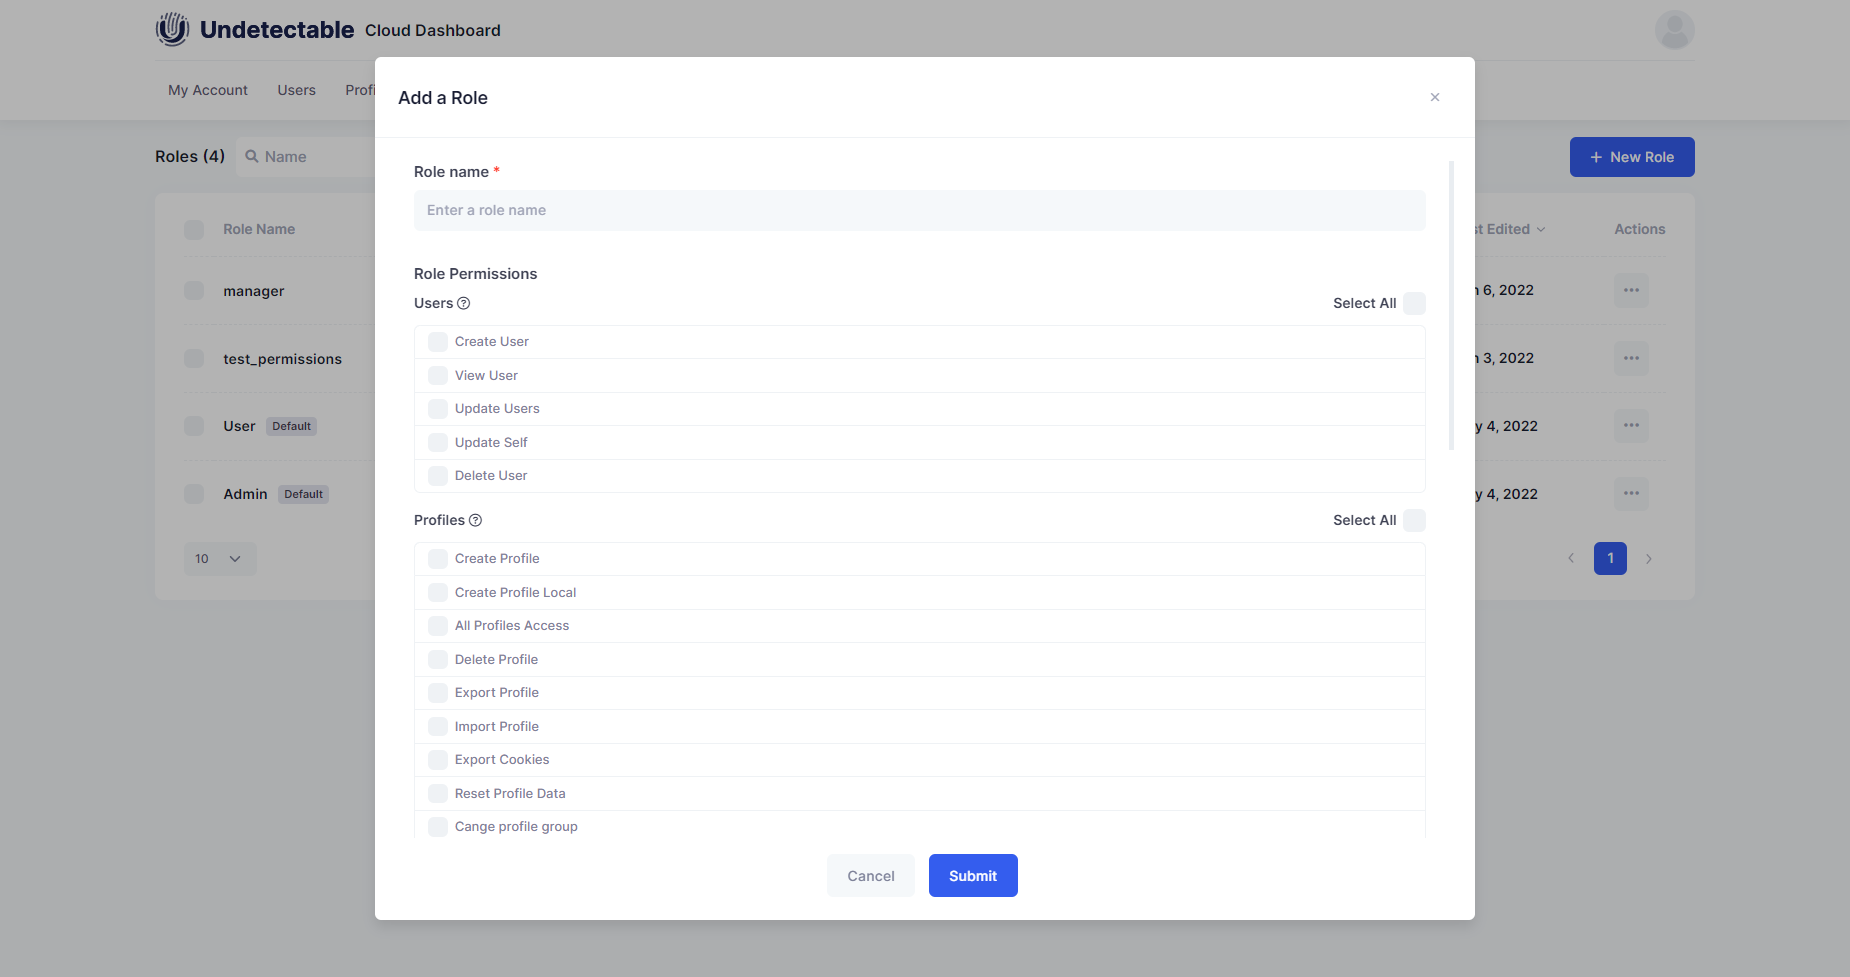 Undetectable Cloud Dashboard
My Account Users Profi
Add a Role
×
Roles (4) Name
+ New Role
Role name *
Enter a role name
Role Name
st Edited Actions
Role Permissions
Users ?
Select All
manager
6, 2022
Create User
View User
test_permissions
3, 2022
Update Users
User Default
y 4, 2022
Update Self
Delete User
Admin Default
y 4, 2022
Profiles ?
Select All
10
1
Create Profile
Create Profile Local
All Profiles Access
Delete Profile
Export Profile
Import Profile
Export Cookies
Reset Profile Data
Cange profile group
Cancel Submit